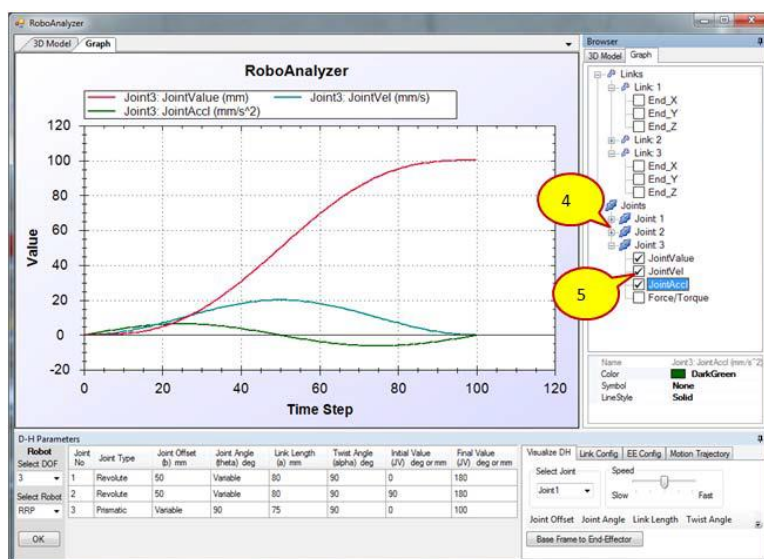 RoboAnalyzer
3D Model Graph
RoboAnalyzer
Joint3: JointValue (mm) Joint3: JointVel (mm/s)
Joint3: JointAccl (mm/s^2)
120
100
80
60
40
20
0
-20
Value
0 20 40 60 80 100 120
Time Step
Browser
3D Model Graph
Links
Link: 1
End_X
End_Y
End_Z
Link: 2
Link: 3
End_X
End_Y
End_Z
Joints
Joint 1
Joint 2
Joint 3
JointValue
JointVel
JointAccl
Force/Torque
4
5
Name Joint3: JointAccl (mm/s^2)
Color DarkGreen
Symbol None
LineStyle Solid
D-H Parameters
Robot
Select DOF
3
Select Robot
RRP
OK
Joint No Joint Type Joint Offset (b) mm Joint Angle (theta) deg Link Length (a) mm Twist Angle (alpha) deg Initial Value (JV) deg or mm Final Value (JV) deg or mm
1 Revolute 50 Variable 80 90 0 180
2 Revolute 50 Variable 80 90 90 180
3 Prismatic Variable 90 75 90 0 100
Visualize DH Link Config EE Config Motion Trajectory
Select Joint
Joint1
Speed
Slow Fast
Joint Offset Joint Angle Link Length Twist Angle
Base Frame to End-Effector